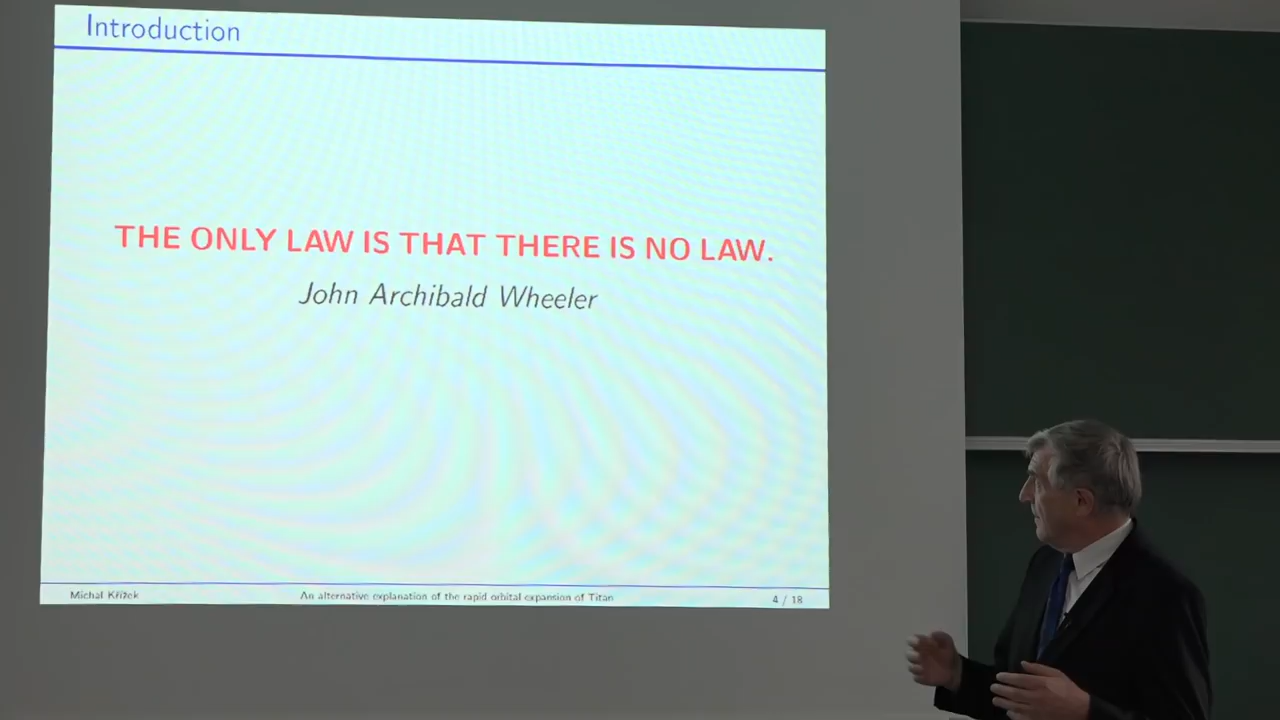 Introduction
THE ONLY LAW IS THAT THERE IS NO LAW.
John Archibald Wheeler
Michal Křížek
An alternative explanation of the rapid orbital expansion of Titan
4 / 18